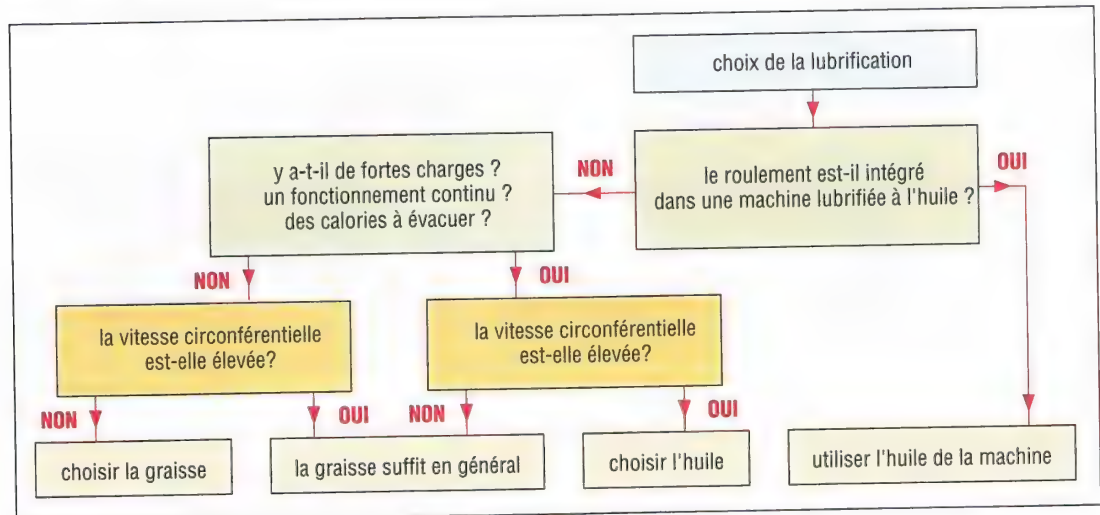 choix de la lubrification
y a-t-il de fortes charges ?
un fonctionnement continu ?
des calories à évacuer ?
NON
le roulement est-il intégré
dans une machine lubrifiée à l'huile ?
OUI
NON
OUI
la vitesse circonférentielle
est-elle élevée?
la vitesse circonférentielle
est-elle élevée?
NON
OUI
NON
OUI
choisir la graisse
la graisse suffit en général
choisir l'huile
utiliser l'huile de la machine